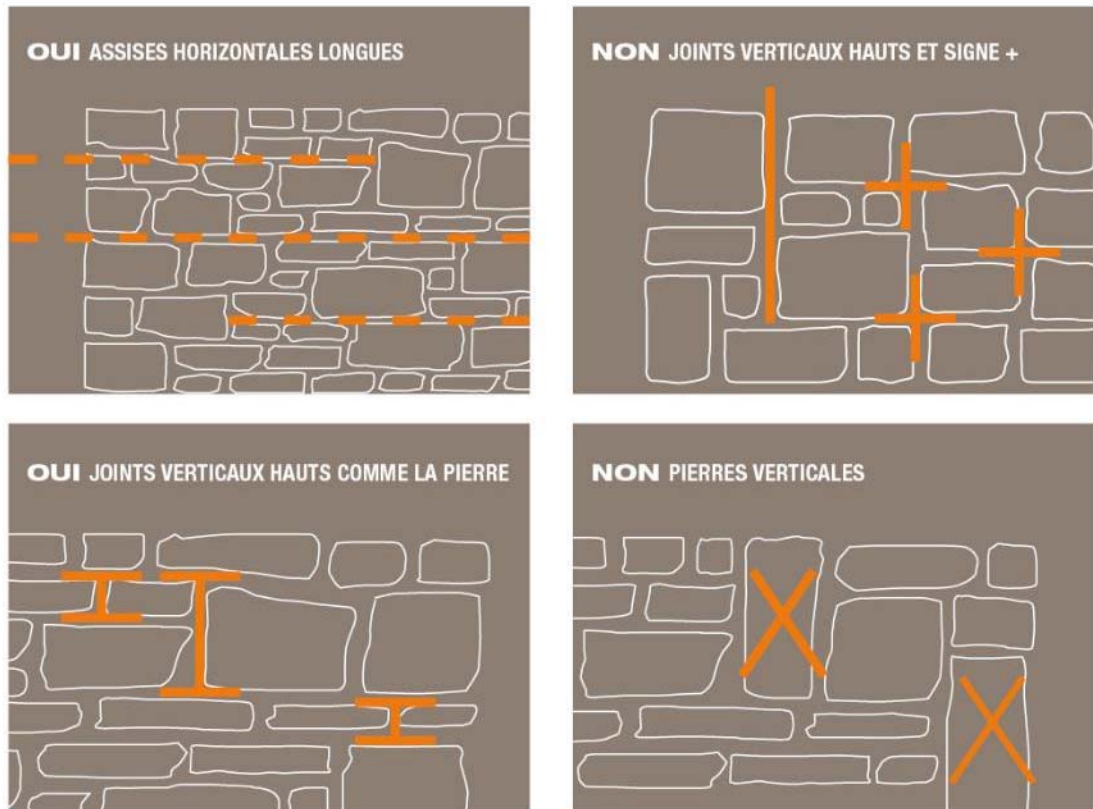 OUI ASSISES HORIZONTALES LONGUES
NON JOINTS VERTICAUX HAUTS ET SIGNE +
OUI JOINTS VERTICAUX HAUTS COMME LA PIERRE
NON PIERRES VERTICALES